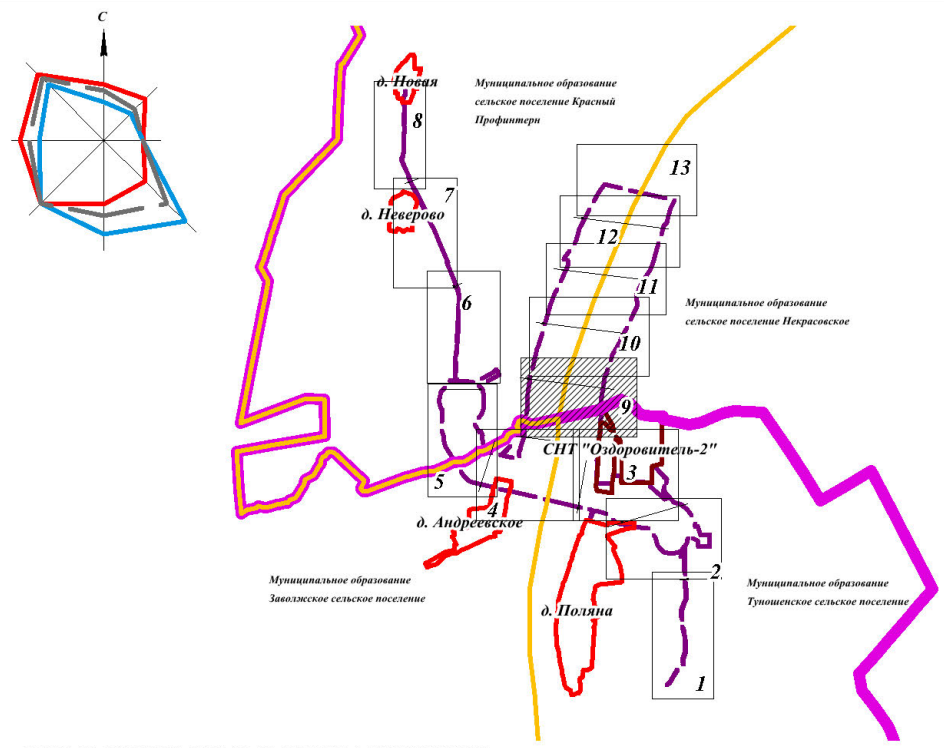 С
д. Новая
Муниципальное образование
сельское поселение Красный
Профинтерн
8
13
7
д. Неверово
12
11
6
Муниципальное образование
сельское поселение Некрасовское
10
9
СНТ "Оздоровитель-2"
3
5
4
д. Андреевское
2
Муниципальное образование
Заволжское сельское поселение
Муниципальное образование
Туношенское сельское поселение
д. Поляна
1